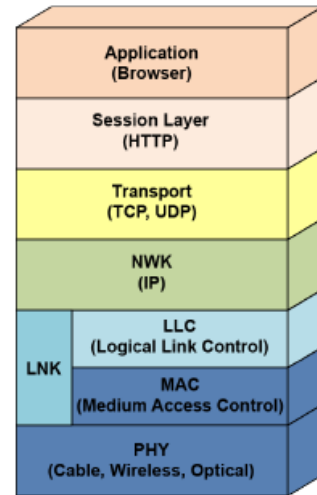 Application
(Browser)
Session Layer
(HTTP)
Transport
(TCP, UDP)
NWK
(IP)
LNK
LLC
(Logical Link Control)
MAC
(Medium Access Control)
PHY
(Cable, Wireless, Optical)